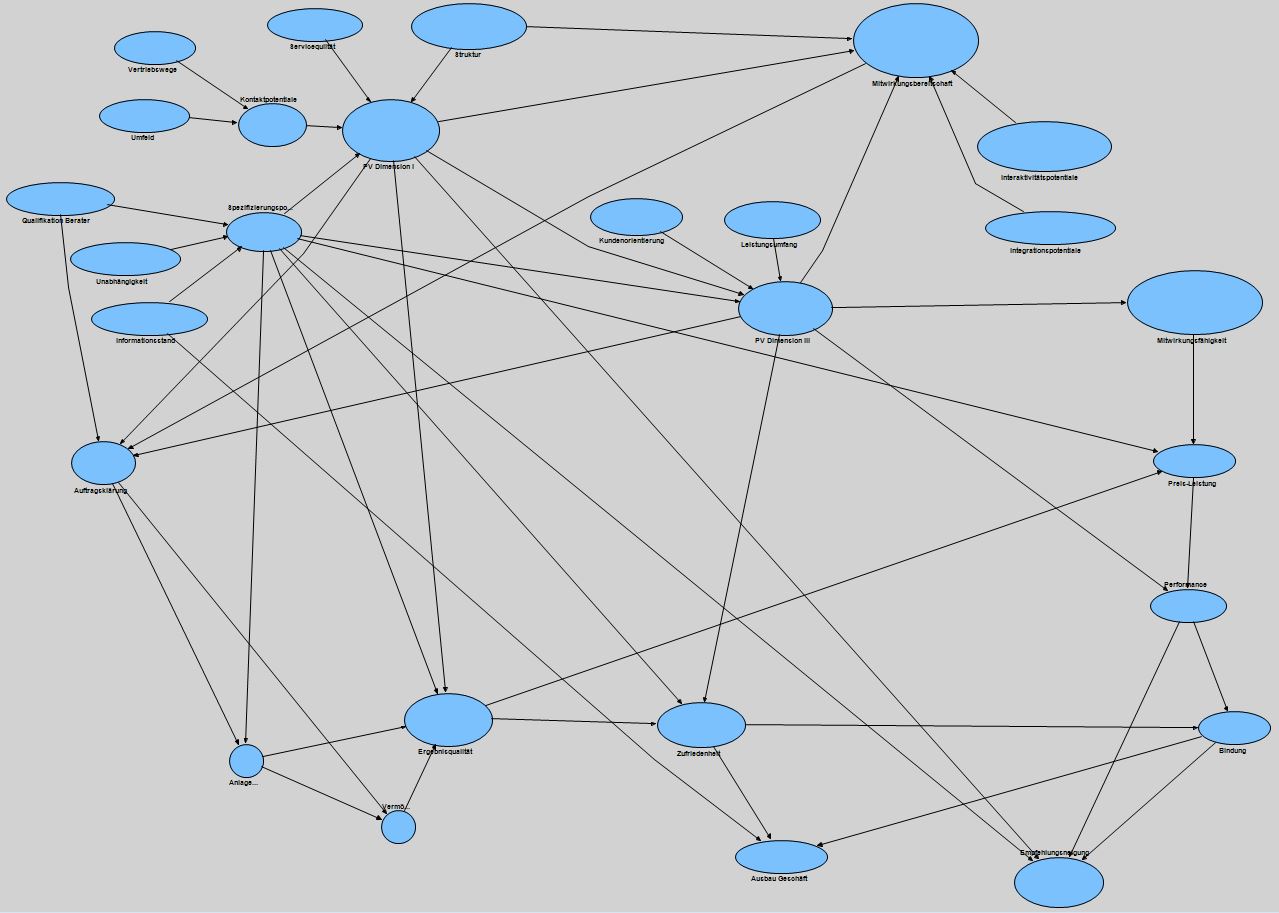 Servicequlität
Struktur
Vertriebswege
Mitwirkungsbereitschaft
Kontaktpotentiale
Umfeld
PV Dimension I
Interaktivitätspotentiale
Spezifizierungspo...
Qualifikation Berater
Kundenorientierung
Leistungsumfang
Integrationspotentiale
Unabhängigkeit
Informationsstand
PV Dimension III
Mitwirkungsfähigkeit
Auftragsklärung
Preis-Leistung
Performance
Ergebnisqualität
Zufriedenheit
Bindung
Anlage...
Vermö...
Empfehlungsneigung
Ausbau Geschäft